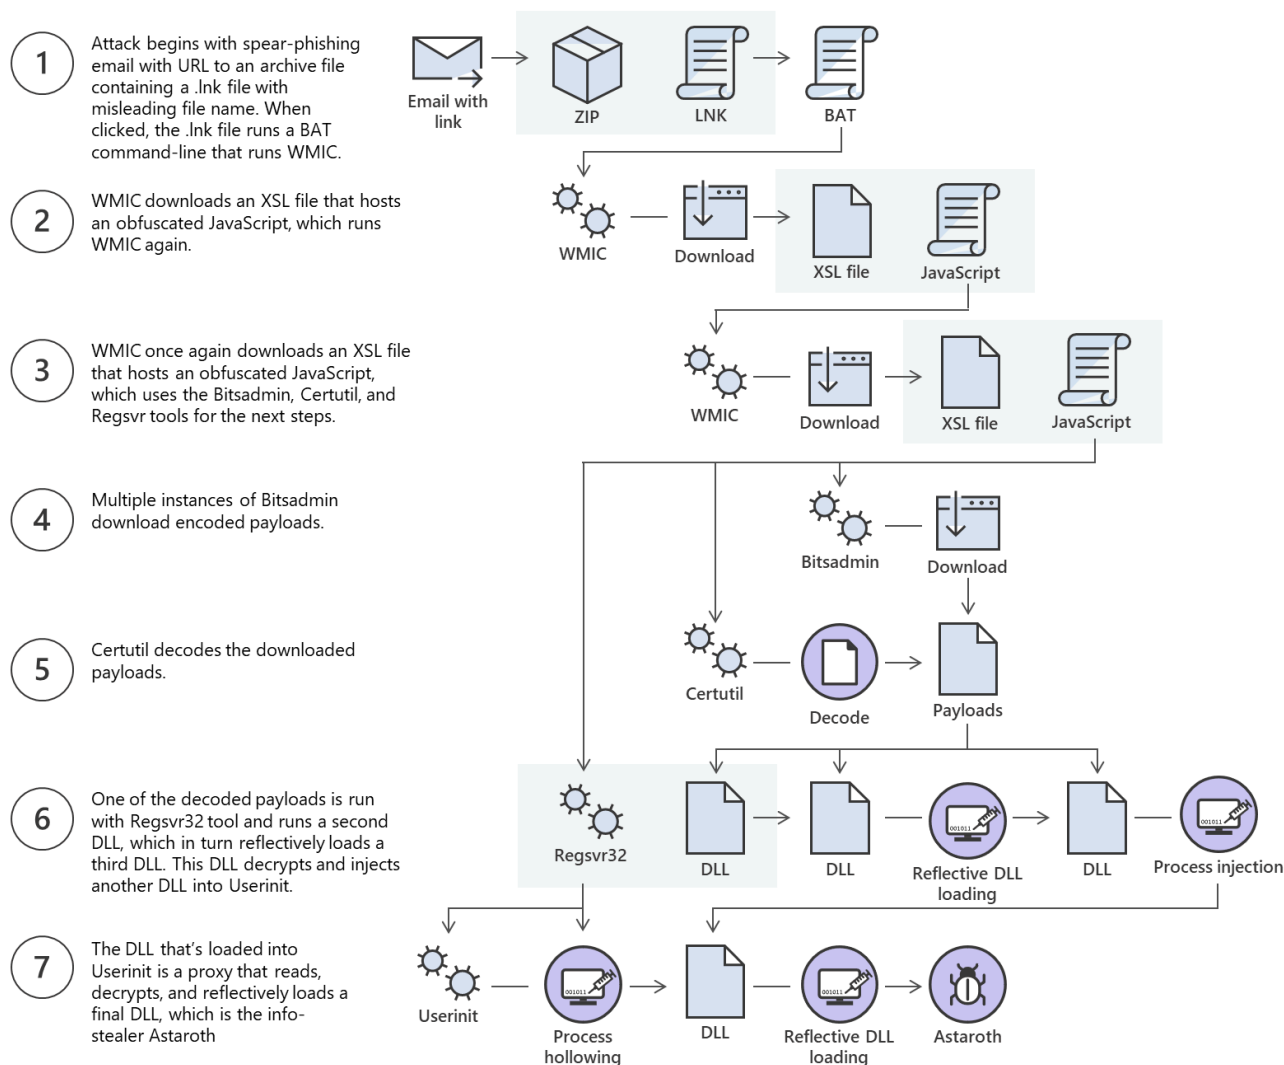 1
Attack begins with spear-phishing
email with URL to an archive file
containing a .lnk file with
misleading file name. When
clicked, the .lnk file runs a BAT
command-line that runs WMIC.
Email with
link
ZIP
LNK
BAT
2
WMIC downloads an XSL file that hosts
an obfuscated JavaScript, which runs
WMIC again.
WMIC
Download
XSL file
JavaScript
3
WMIC once again downloads an XSL file
that hosts an obfuscated JavaScript,
which uses the Bitsadmin, Certutil, and
Regsvr tools for the next steps.
WMIC
Download
XSL file
JavaScript
4
Multiple instances of Bitsadmin
download encoded payloads.
Bitsadmin
Download
5
Certutil decodes the downloaded
payloads.
Certutil
Decode
Payloads
6
One of the decoded payloads is run
with Regsvr32 tool and runs a second
DLL, which in turn reflectively loads a
third DLL. This DLL decrypts and injects
another DLL into Userinit.
Regsvr32
DLL
DLL
001011
Reflective DLL
loading
DLL
001011
Process injection
7
The DLL that's loaded into
Userinit is a proxy that reads,
decrypts, and reflectively loads a
final DLL, which is the info-
stealer Astaroth
Userinit
001011
Process
hollowing
DLL
001011
Reflective DLL
loading
Astaroth